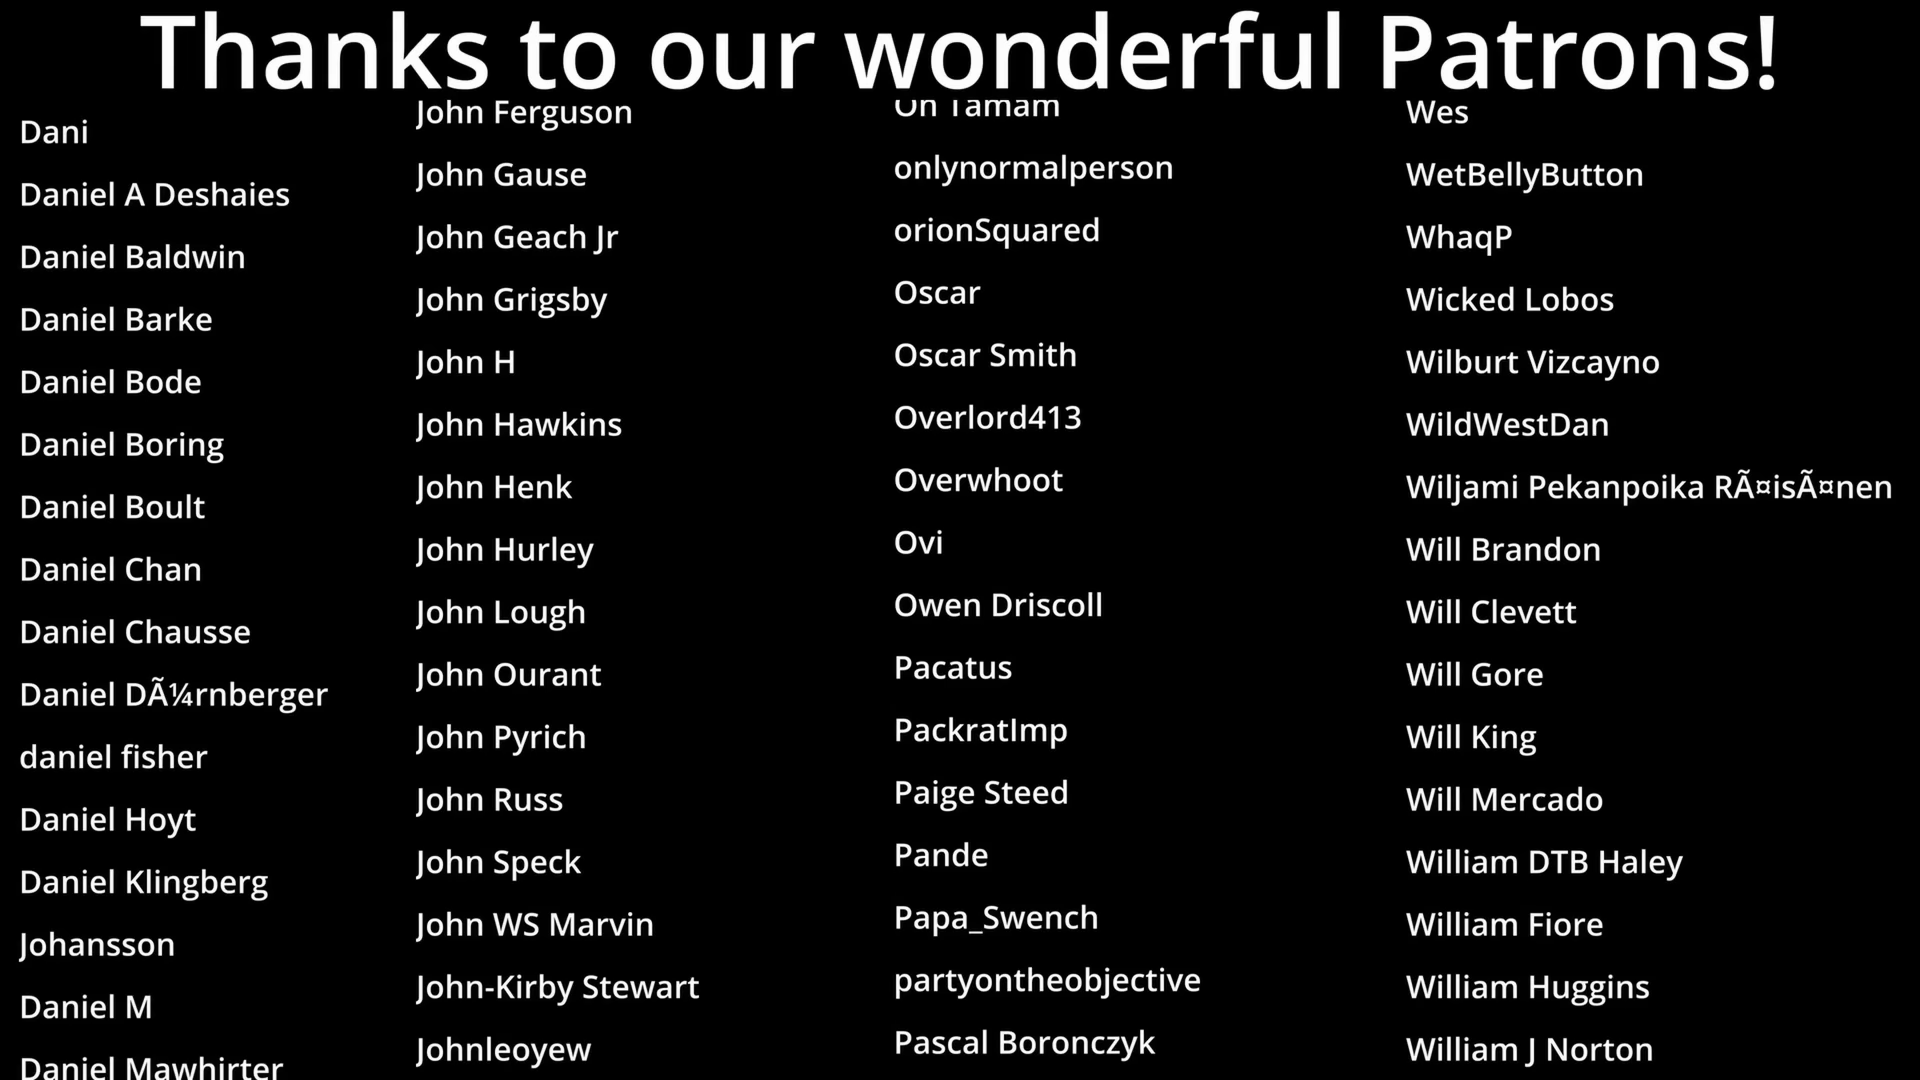 Thanks to our wonderful Patrons!
Dani
Daniel A Deshaies
Daniel Baldwin
Daniel Barke
Daniel Bode
Daniel Boring
Daniel Boult
Daniel Chan
Daniel Chausse
Daniel DÃ¼rnberger
daniel fisher
Daniel Hoyt
Daniel Klingberg
Johansson
Daniel M
Daniel Mawhirter
John Ferguson
John Gause
John Geach Jr
John Grigsby
John H
John Hawkins
John Henk
John Hurley
John Lough
John Ourant
John Pyrich
John Russ
John Speck
John WS Marvin
John-Kirby Stewart
Johnleoyew
Tamam
onlynormalperson
orionSquared
Oscar
Oscar Smith
Overlord413
Overwhoot
Ovi
Owen Driscoll
Pacatus
PackratImp
Paige Steed
Pande
Papa_Swench
partyontheobjective
Pascal Boronczyk
Wes
WetBellyButton
WhaqP
Wicked Lobos
Wilburt Vizcayno
WildWestDan
Wiljami Pekanpoika RÃ¤isÃ¤nen
Will Brandon
Will Clevett
Will Gore
Will King
Will Mercado
William DTB Haley
William Fiore
William Huggins
William J Norton